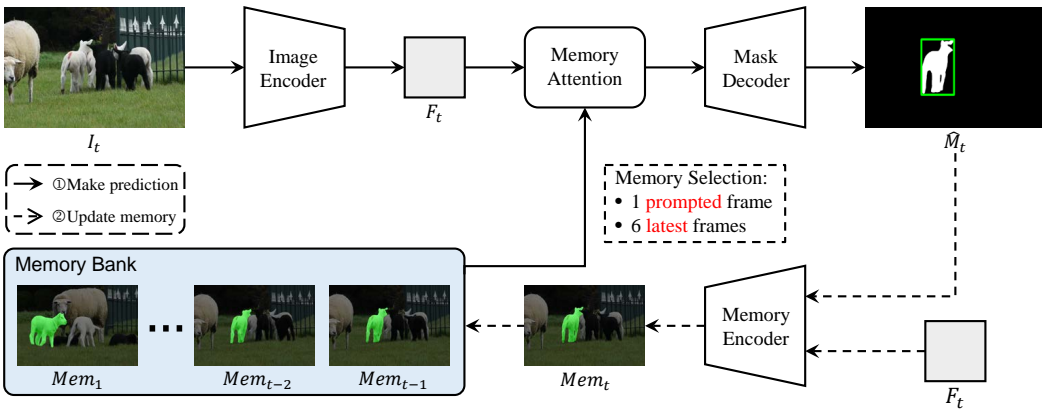 Image
Encoder
Memory
Attention
Mask
Decoder
I_t
F_t
M̂_t
①Make prediction
②Update memory
Memory Selection:
• 1 prompted frame
• 6 latest frames
Memory Bank
Mem_1
Mem_{t-2}
Mem_{t-1}
Mem_t
Memory
Encoder
F_t